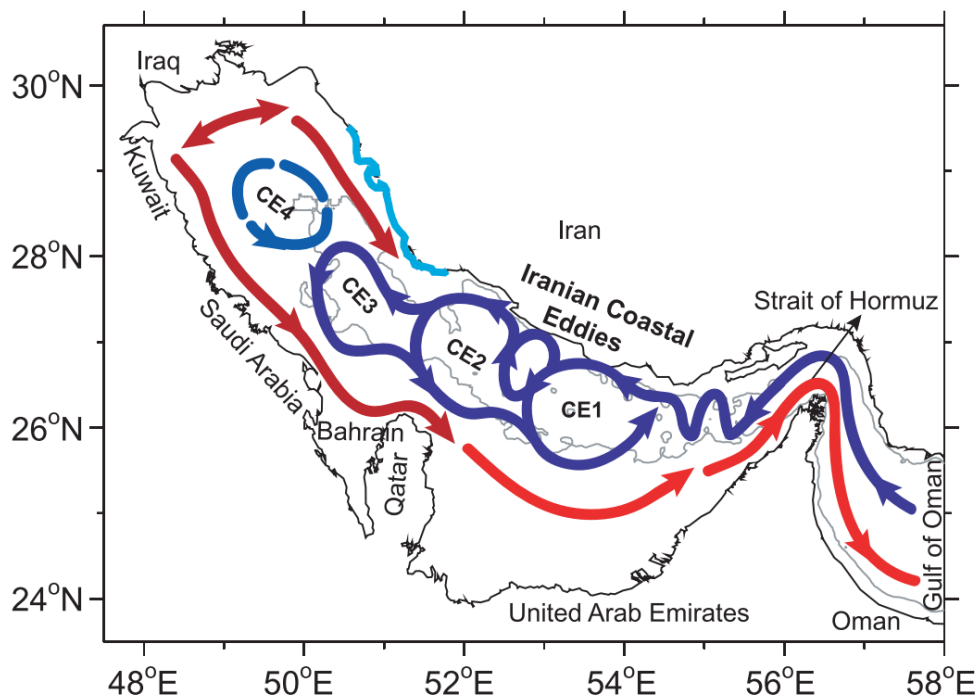 30°N
28°N
26°N
24°N
48°E
50°E
52°E
54°E
56°E
58°E
Iraq
Kuwait
CE4
Iran
CE3
Iranian Coastal
Eddies
Strait of Hormuz
Saudi Arabia
CE2
CE1
Bahrain
Qatar
Gulf of Oman
United Arab Emirates
Oman